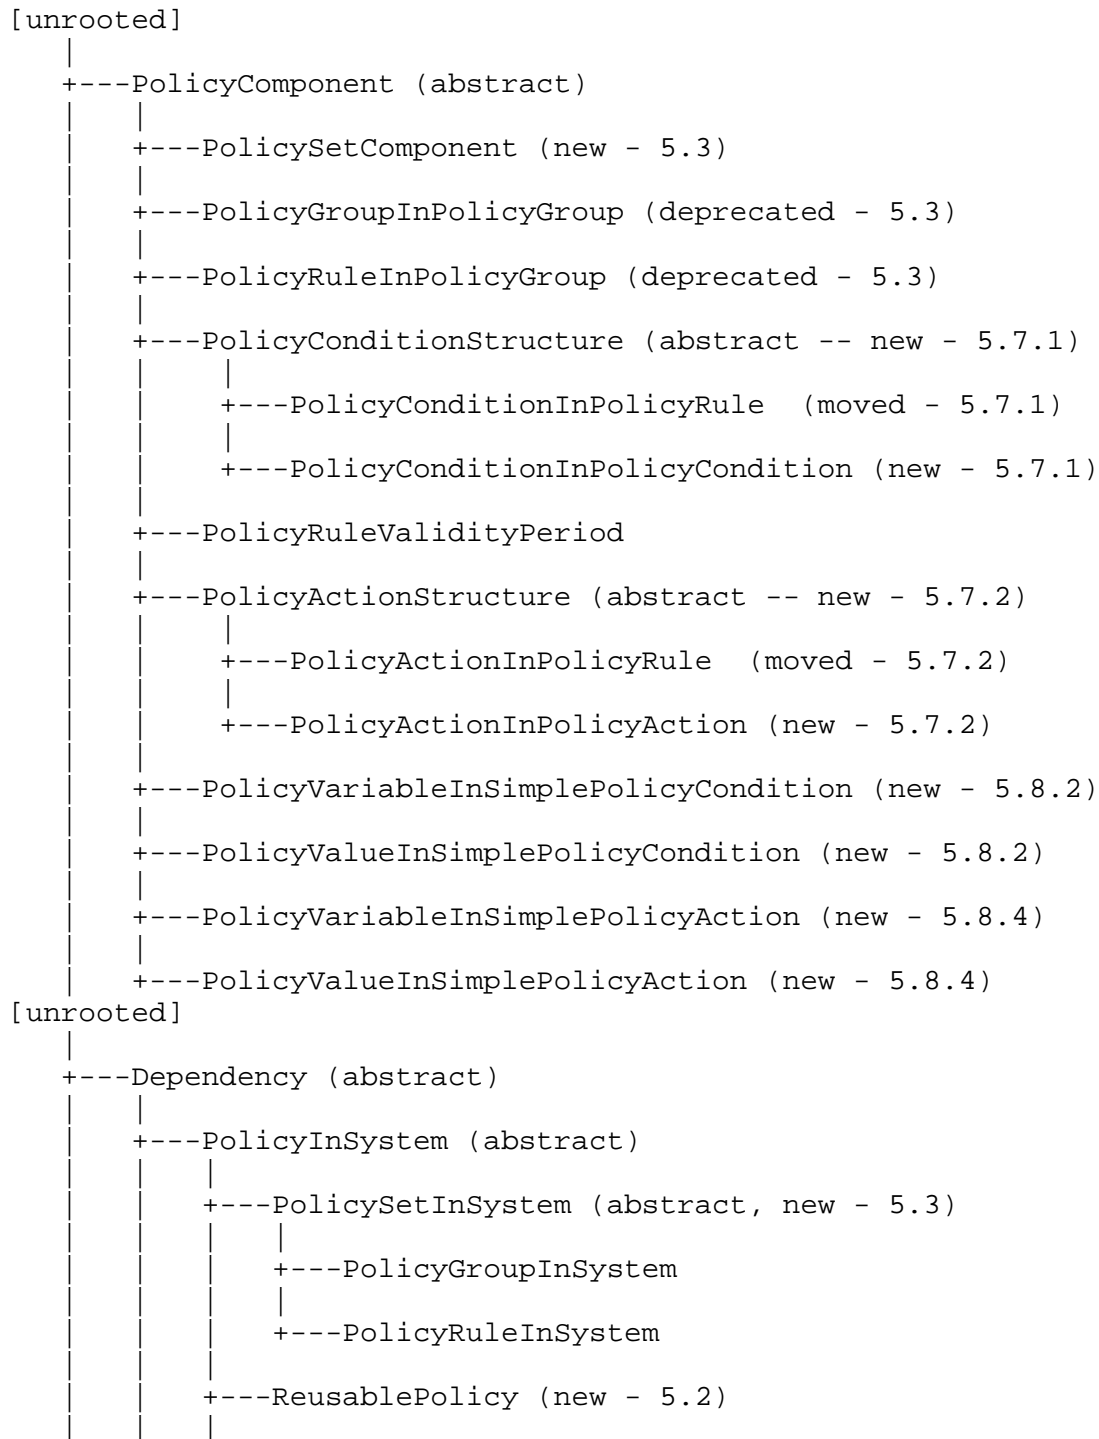 [unrooted]
   |
   +---PolicyComponent (abstract)
   |   |
   |   +---PolicySetComponent (new - 5.3)
   |   |
   |   +---PolicyGroupInPolicyGroup (deprecated - 5.3)
   |   |
   |   +---PolicyRuleInPolicyGroup (deprecated - 5.3)
   |   |
   |   +---PolicyConditionStructure (abstract -- new - 5.7.1)
   |   |    |
   |   |    +---PolicyConditionInPolicyRule  (moved - 5.7.1)
   |   |    |
   |   |    +---PolicyConditionInPolicyCondition (new - 5.7.1)
   |   |
   |   +---PolicyRuleValidityPeriod
   |   |
   |   +---PolicyActionStructure (abstract -- new - 5.7.2)
   |   |    |
   |   |    +---PolicyActionInPolicyRule  (moved - 5.7.2)
   |   |    |
   |   |    +---PolicyActionInPolicyAction (new - 5.7.2)
   |   |
   |   +---PolicyVariableInSimplePolicyCondition (new - 5.8.2)
   |   |
   |   +---PolicyValueInSimplePolicyCondition (new - 5.8.2)
   |   |
   |   +---PolicyVariableInSimplePolicyAction (new - 5.8.4)
   |   |
   |   +---PolicyValueInSimplePolicyAction (new - 5.8.4)
[unrooted]
   |
   +---Dependency (abstract)
   |   |
   |   +---PolicyInSystem (abstract)
   |   |   |
   |   |   +---PolicySetInSystem (abstract, new - 5.3)
   |   |   |   |
   |   |   |   +---PolicyGroupInSystem
   |   |   |   |
   |   |   |   +---PolicyRuleInSystem
   |   |   |
   |   |   +---ReusablePolicy (new - 5.2)
   |   |   |